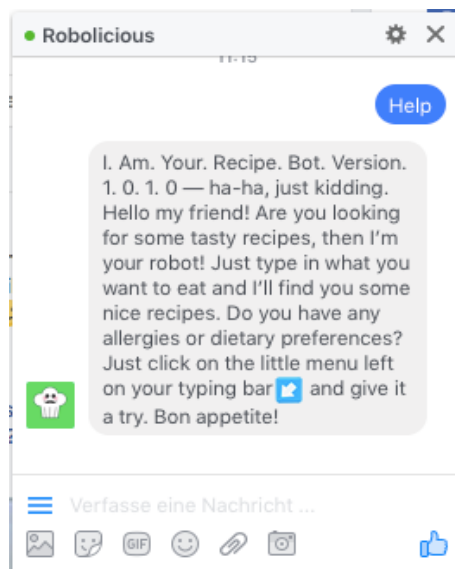 Robolicious
11:15
Help
I. Am. Your. Recipe. Bot. Version.
1. 0. 1. 0 — ha-ha, just kidding.
Hello my friend! Are you looking
for some tasty recipes, then I'm
your robot! Just type in what you
want to eat and I'll find you some
nice recipes. Do you have any
allergies or dietary preferences?
Just click on the little menu left
on your typing bar↙ and give it
a try. Bon appetite!
Verfasse eine Nachricht ...
GIF